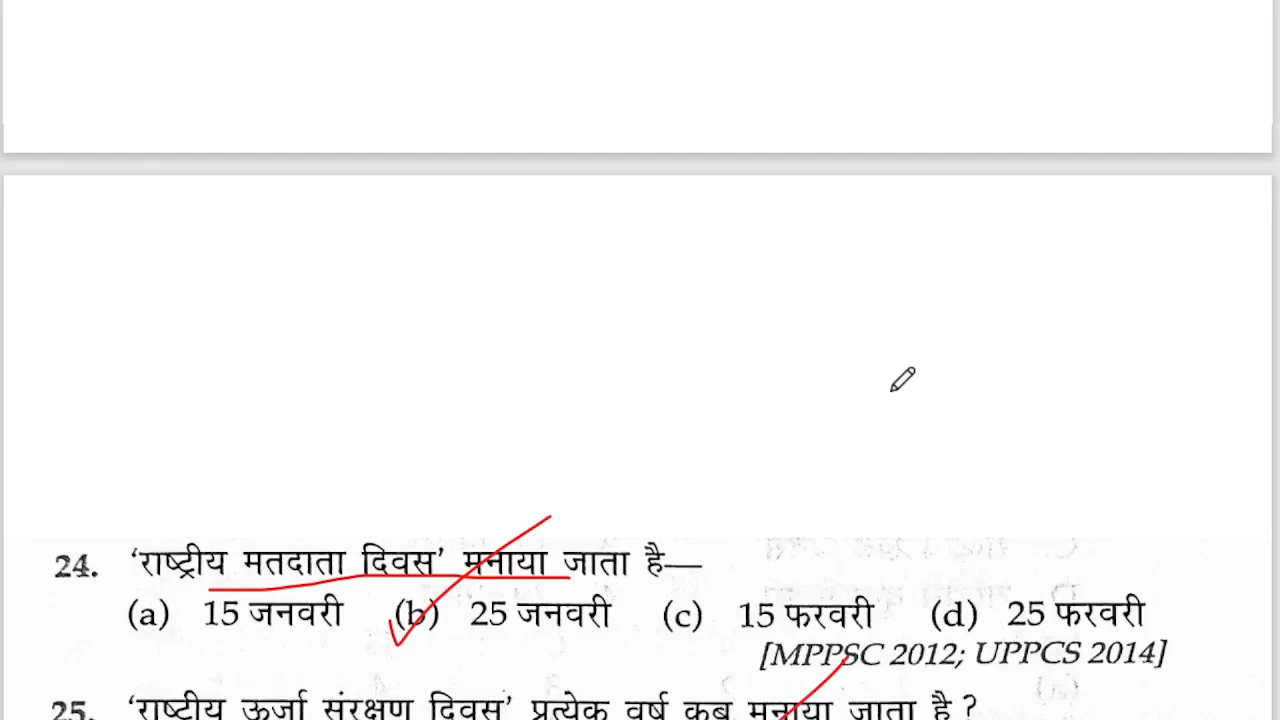 24. ‘राष्ट्रीय मतदाता दिवस’ मनाया जाता है—
(a) 15 जनवरी (b) 25 जनवरी (c) 15 फरवरी (d) 25 फरवरी
[MPPSC 2012; UPPCS 2014]
25. ‘राष्ट्रीय ऊर्जा संरक्षण दिवस’ प्रत्येक वर्ष कब मनाया जाता है ?